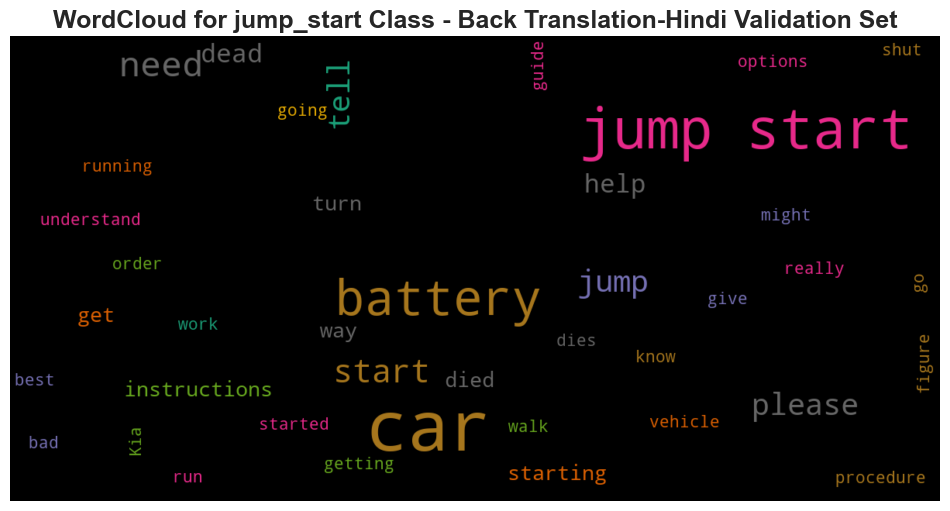 WordCloud for jump_start Class - Back Translation-Hindi Validation Set
need
dead
tell
guide
options
shut
going
jump start
running
help
turn
understand
might
order
really
jump
go
battery
give
get
work
way
dies
know
figure
best
instructions
start
died
please
bad
Kia
started
car
walk
vehicle
run
getting
starting
procedure